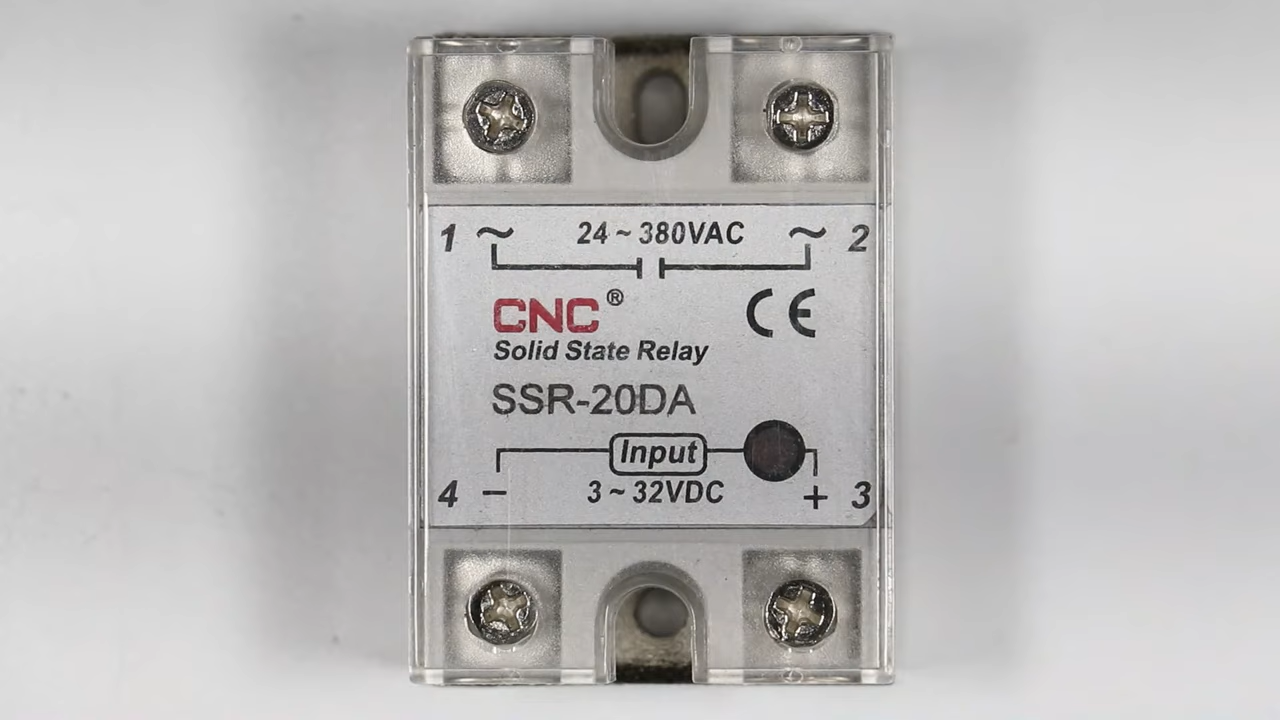 1 ~ 24 ~ 380VAC ~ 2
CNC®
CE
Solid State Relay
SSR-20DA
Input
4 − 3 ~ 32VDC + 3